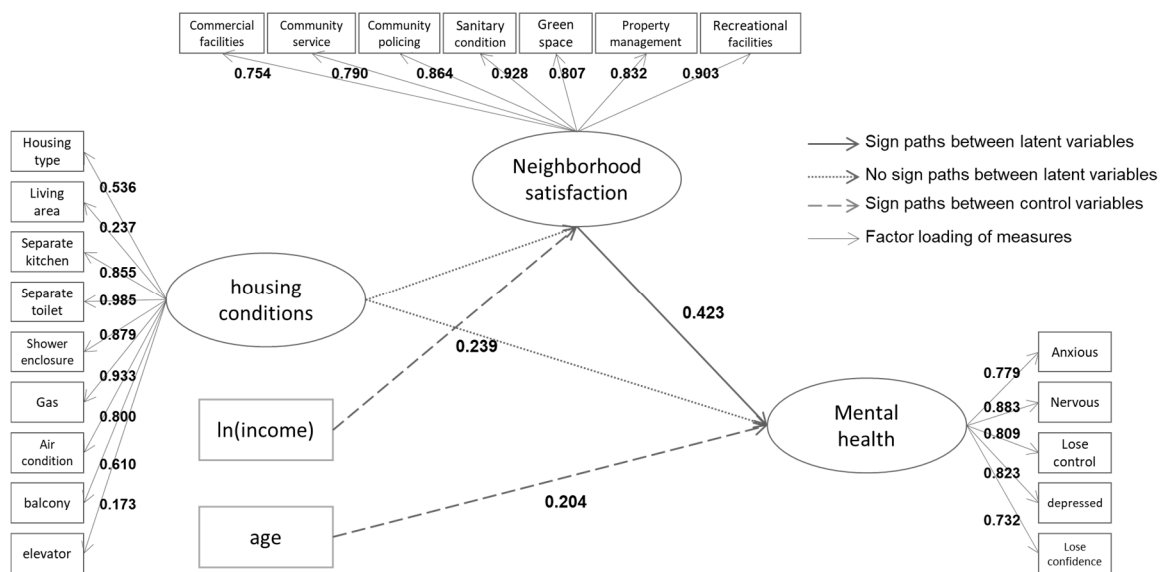 Commercial
facilities
Community
service
Community
policing
Sanitary
condition
Green
space
Property
management
Recreational
facilities
0.754
0.790
0.864
0.928
0.807
0.832
0.903
Housing
type
Living
area
Separate
kitchen
Separate
toilet
Shower
enclosure
Gas
Air
condition
balcony
elevator
0.536
0.237
0.855
0.985
0.879
0.933
0.800
0.610
0.173
Neighborhood
satisfaction
housing
conditions
ln(income)
age
0.239
0.423
0.204
Mental
health
Sign paths between latent variables
No sign paths between latent variables
Sign paths between control variables
Factor loading of measures
0.779
0.883
0.809
0.823
0.732
Anxious
Nervous
Lose
control
depressed
Lose
confidence